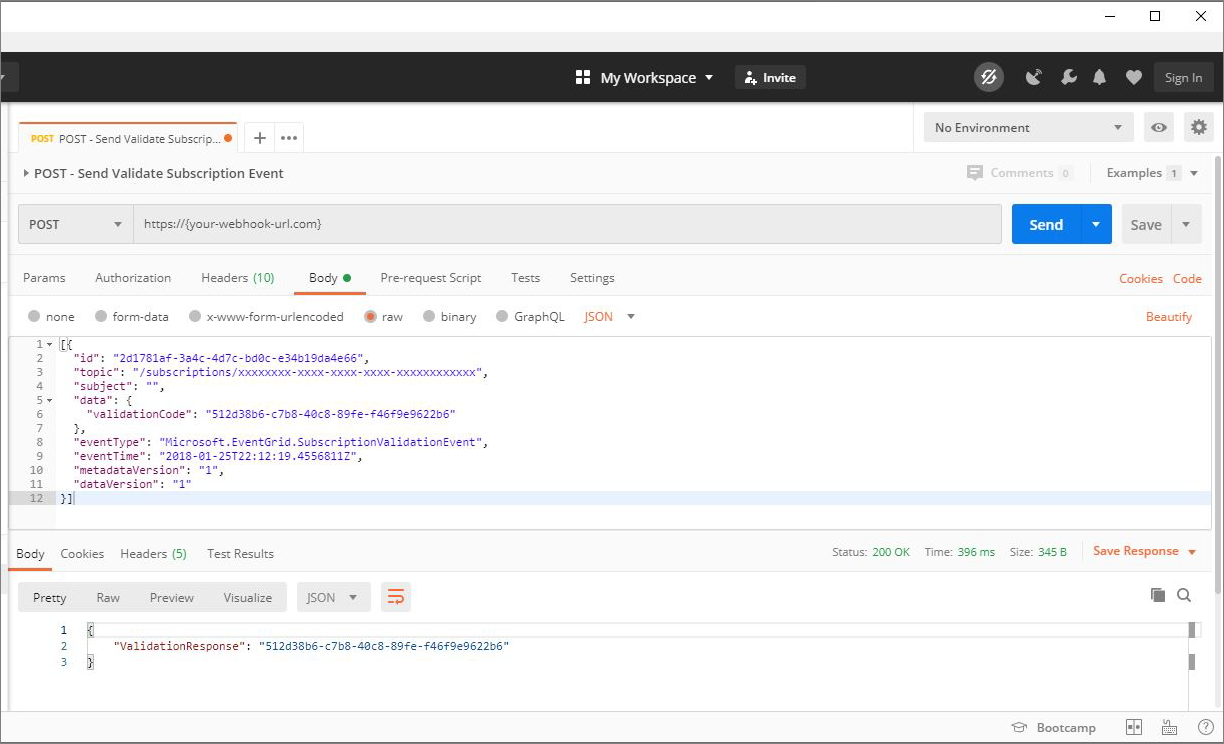 My Workspace
Invite
Sign In
POST POST - Send Validate Subscrip...
+
•••
No Environment
POST - Send Validate Subscription Event
Comments 0
Examples 1
POST
https://{your-webhook-url.com}
Send
Save
Params
Authorization
Headers (10)
Body
Pre-request Script
Tests
Settings
Cookies
Code
none
form-data
x-www-form-urlencoded
raw
binary
GraphQL
JSON
Beautify
1 [{
2 "id": "2d1781af-3a4c-4d7c-bd0c-e34b19da4e66",
3 "topic": "/subscriptions/xxxxxxxx-xxxx-xxxx-xxxx-xxxxxxxxxxxx",
4 "subject": "",
5 "data": {
6 "validationCode": "512d38b6-c7b8-40c8-89fe-f46f9e9622b6"
7 },
8 "eventType": "Microsoft.EventGrid.SubscriptionValidationEvent",
9 "eventTime": "2018-01-25T22:12:19.4556811Z",
10 "metadataVersion": "1",
11 "dataVersion": "1"
12 }]
Body
Cookies
Headers (5)
Test Results
Status: 200 OK
Time: 396 ms
Size: 345 B
Save Response
Pretty
Raw
Preview
Visualize
JSON
1 {
2 "ValidationResponse": "512d38b6-c7b8-40c8-89fe-f46f9e9622b6"
3 }
Bootcamp
?